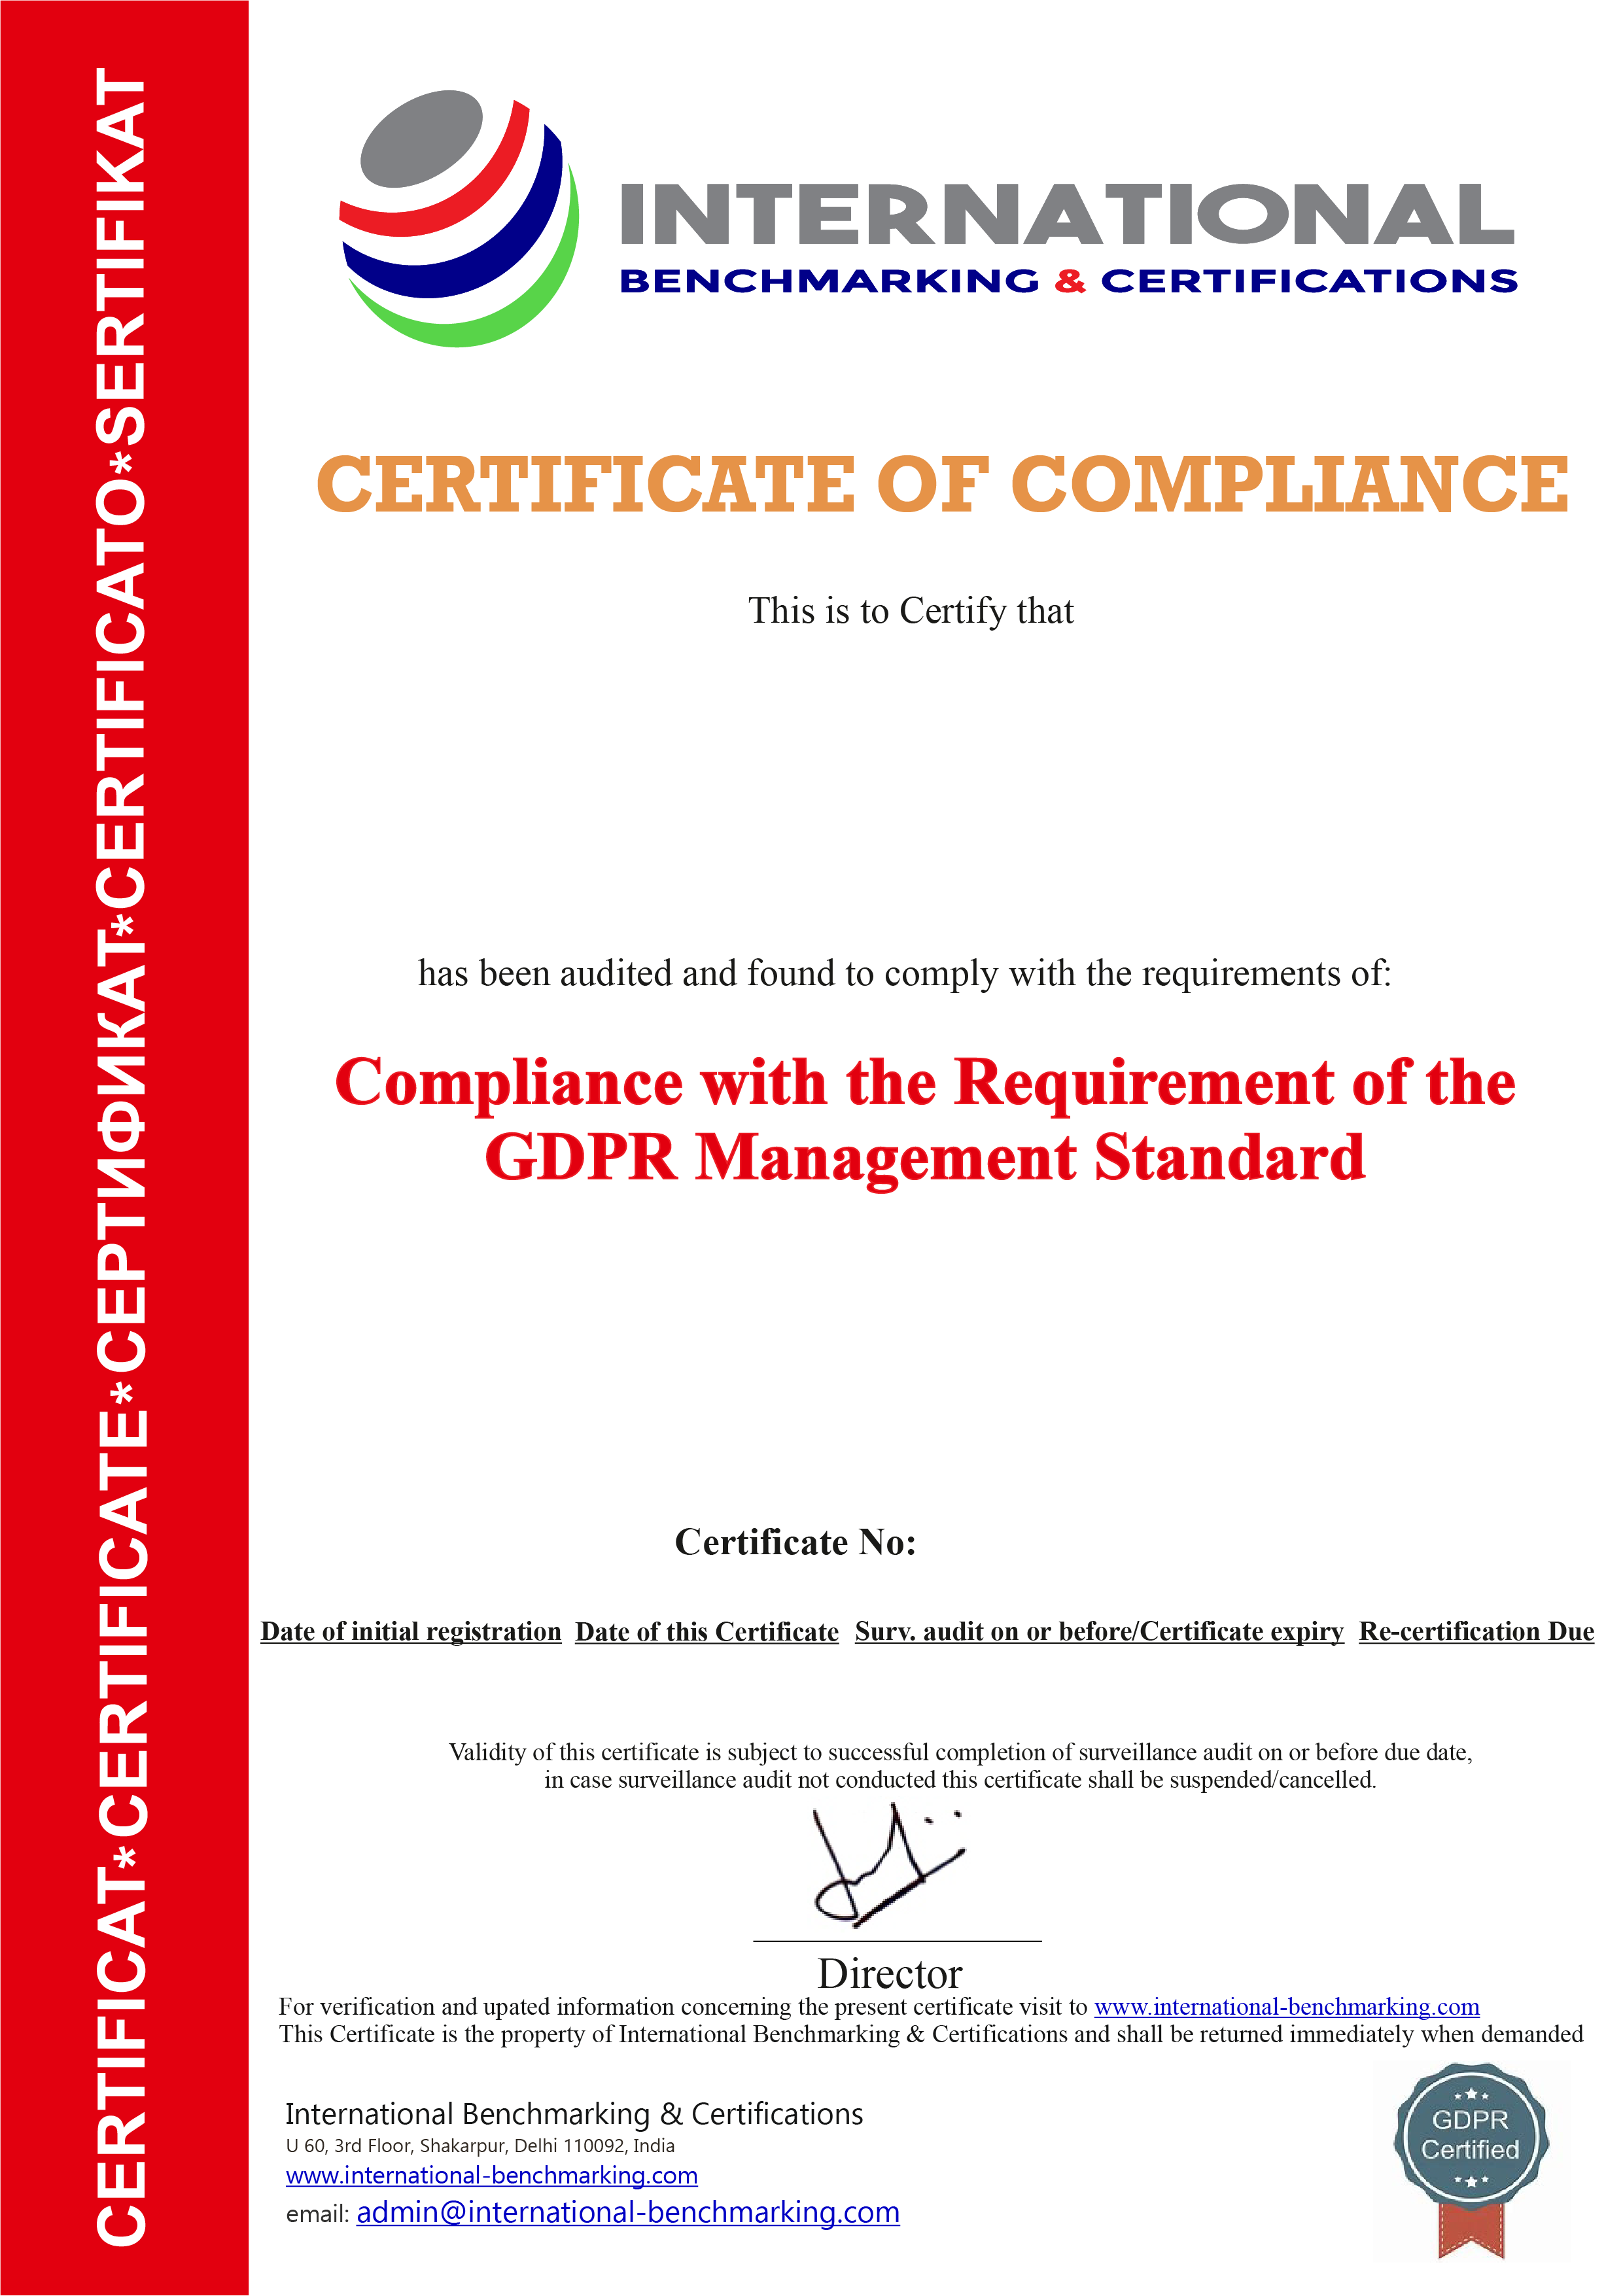 CERTIFICAT*CERTIFICATE*СЕРТИФИКАТ*CERTIFICATO*SERTIFIKAT
INTERNATIONAL
BENCHMARKING & CERTIFICATIONS
CERTIFICATE OF COMPLIANCE
This is to Certify that
has been audited and found to comply with the requirements of:
Compliance with the Requirement of the
GDPR Management Standard
Certificate No:
Date of initial registration Date of this Certificate Surv. audit on or before/Certificate expiry Re-certification Due
Validity of this certificate is subject to successful completion of surveillance audit on or before due date,
in case surveillance audit not conducted this certificate shall be suspended/cancelled.
Director
For verification and upated information concerning the present certificate visit to www.international-benchmarking.com
This Certificate is the property of International Benchmarking & Certifications and shall be returned immediately when demanded
International Benchmarking & Certifications
U 60, 3rd Floor, Shakarpur, Delhi 110092, India
www.international-benchmarking.com
email: admin@international-benchmarking.com
GDPR
Certified